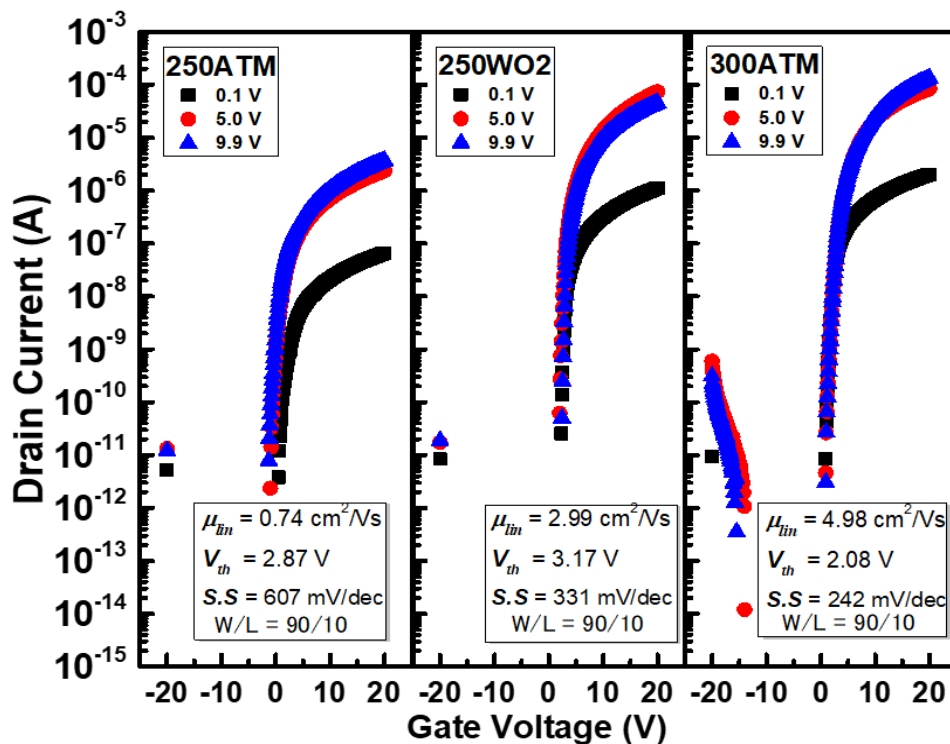 Drain Current (A)
10⁻³
10⁻⁴
10⁻⁵
10⁻⁶
10⁻⁷
10⁻⁸
10⁻⁹
10⁻¹⁰
10⁻¹¹
10⁻¹²
10⁻¹³
10⁻¹⁴
10⁻¹⁵
250ATM
0.1 V
5.0 V
9.9 V
μlin = 0.74 cm²/Vs
Vth = 2.87 V
S.S = 607 mV/dec
W/L = 90/10
-20 -10 0 10 20
250WO2
0.1 V
5.0 V
9.9 V
μlin = 2.99 cm²/Vs
Vth = 3.17 V
S.S = 331 mV/dec
W/L = 90/10
-20 -10 0 10 20
300ATM
0.1 V
5.0 V
9.9 V
μlin = 4.98 cm²/Vs
Vth = 2.08 V
S.S = 242 mV/dec
W/L = 90/10
-20 -10 0 10 20
Gate Voltage (V)